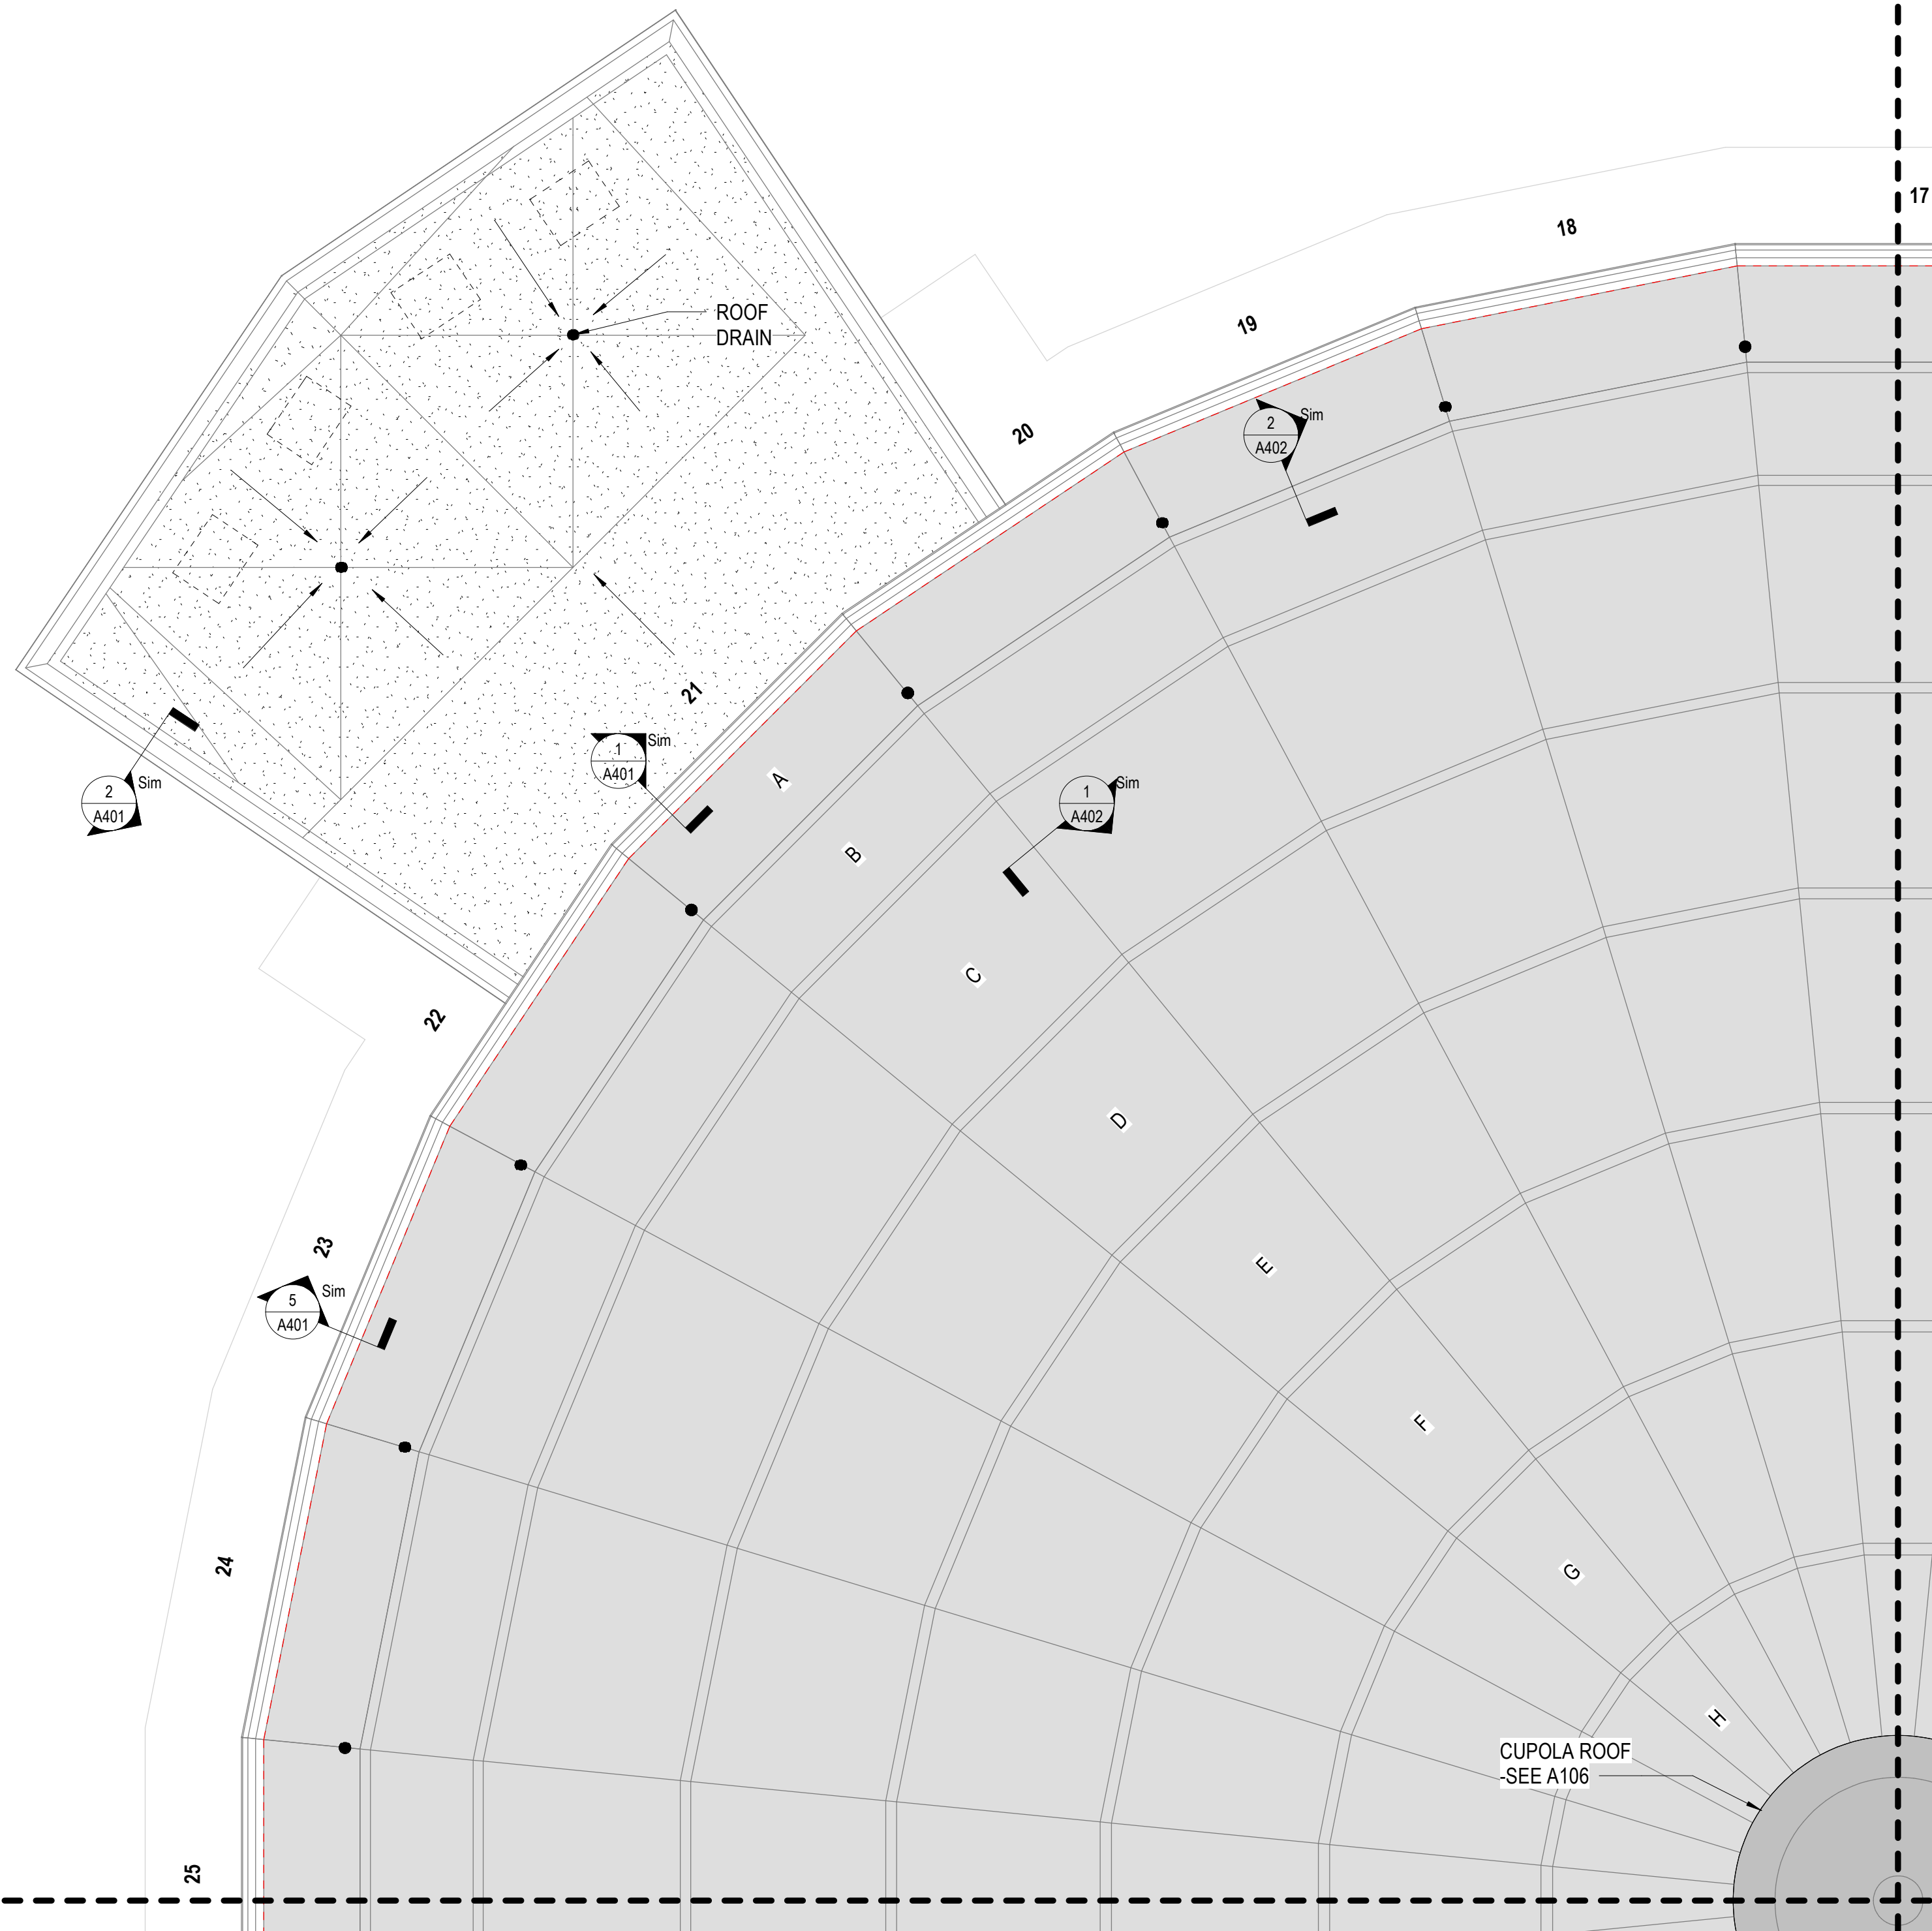 17
18
19
ROOF
DRAIN
20
2
A402
Sim
21
1
A401
Sim
A
2
A401
Sim
1
A402
Sim
B
C
22
D
23
E
5
A401
Sim
F
24
G
H
CUPOLA ROOF
-SEE A106
25